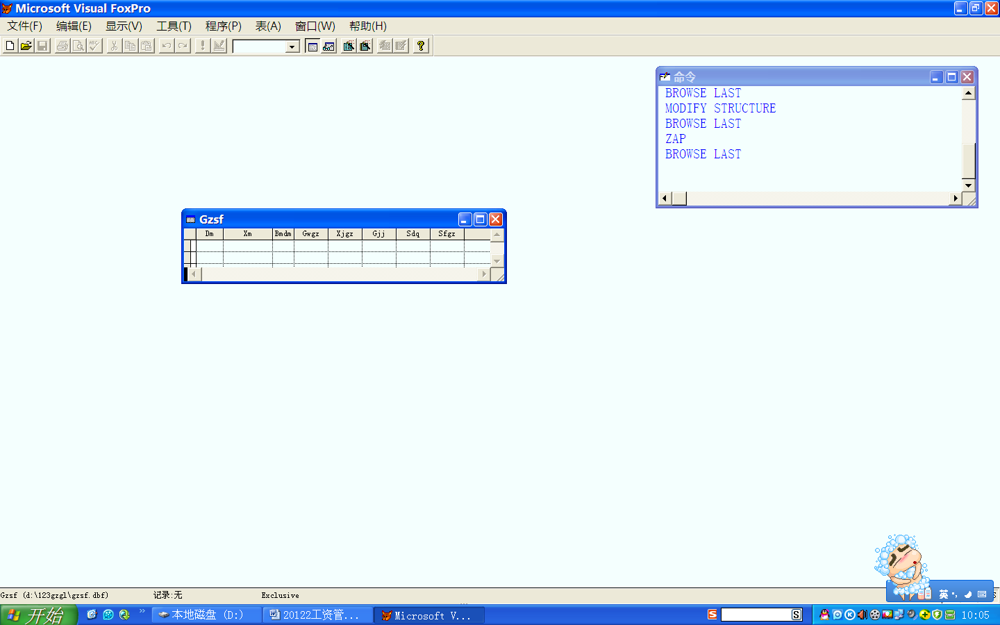 Microsoft Visual FoxPro
文件(F) 编辑(E) 显示(V) 工具(T) 程序(P) 表(A) 窗口(W) 帮助(H)
命令
BROWSE LAST
MODIFY STRUCTURE
BROWSE LAST
ZAP
BROWSE LAST
Gzsf
Dm Xm Bmdm Gwgz Xjgz Gjj Sdq Sfgz
Gzsf (d:\123gzgl\gzsf.dbf) 记录:无 Exclusive
英
开始 本地磁盘 (D:) 20122工资管... Microsoft V... S 10:05